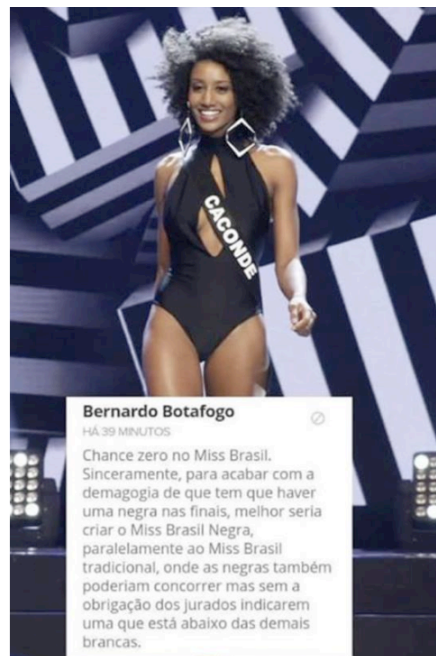 CACONDE
Bernardo Botafogo
HÁ 39 MINUTOS
Chance zero no Miss Brasil.
Sinceramente, para acabar com a
demagogia de que tem que haver
uma negra nas finais, melhor seria
criar o Miss Brasil Negra,
paralelamente ao Miss Brasil
tradicional, onde as negras também
poderiam concorrer mas sem a
obrigação dos jurados indicarem
uma que está abaixo das demais
brancas.